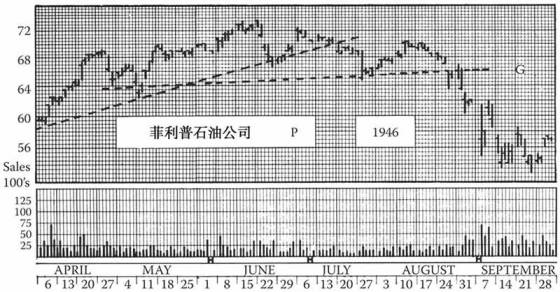 72
68
64
60
56
G
菲利普石油公司 P
1946
Sales
100's
125
100
75
50
25
H H H
6 13 20 27 4 11 18 25 1 8 15 22 29 6 13 20 27 3 10 17 24 31 7 14 21 28
APRIL MAY JUNE JULY AUGUST SEPTEMBER